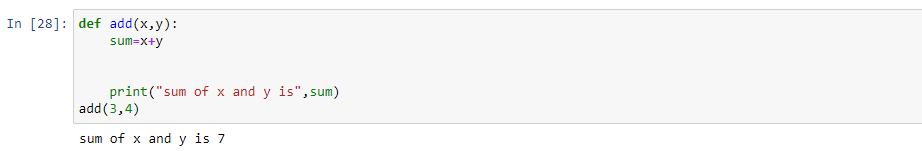 In [28]: def add(x,y):
    sum=x+y
    print("sum of x and y is",sum)
add(3,4)
sum of x and y is 7